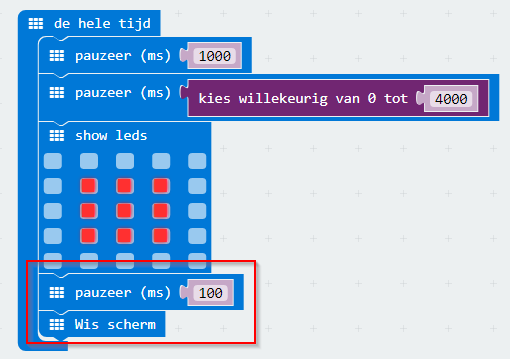 de hele tijd
pauzeer (ms) 1000
pauzeer (ms) kies willekeurig van 0 tot 4000
show leds
pauzeer (ms) 100
Wis scherm